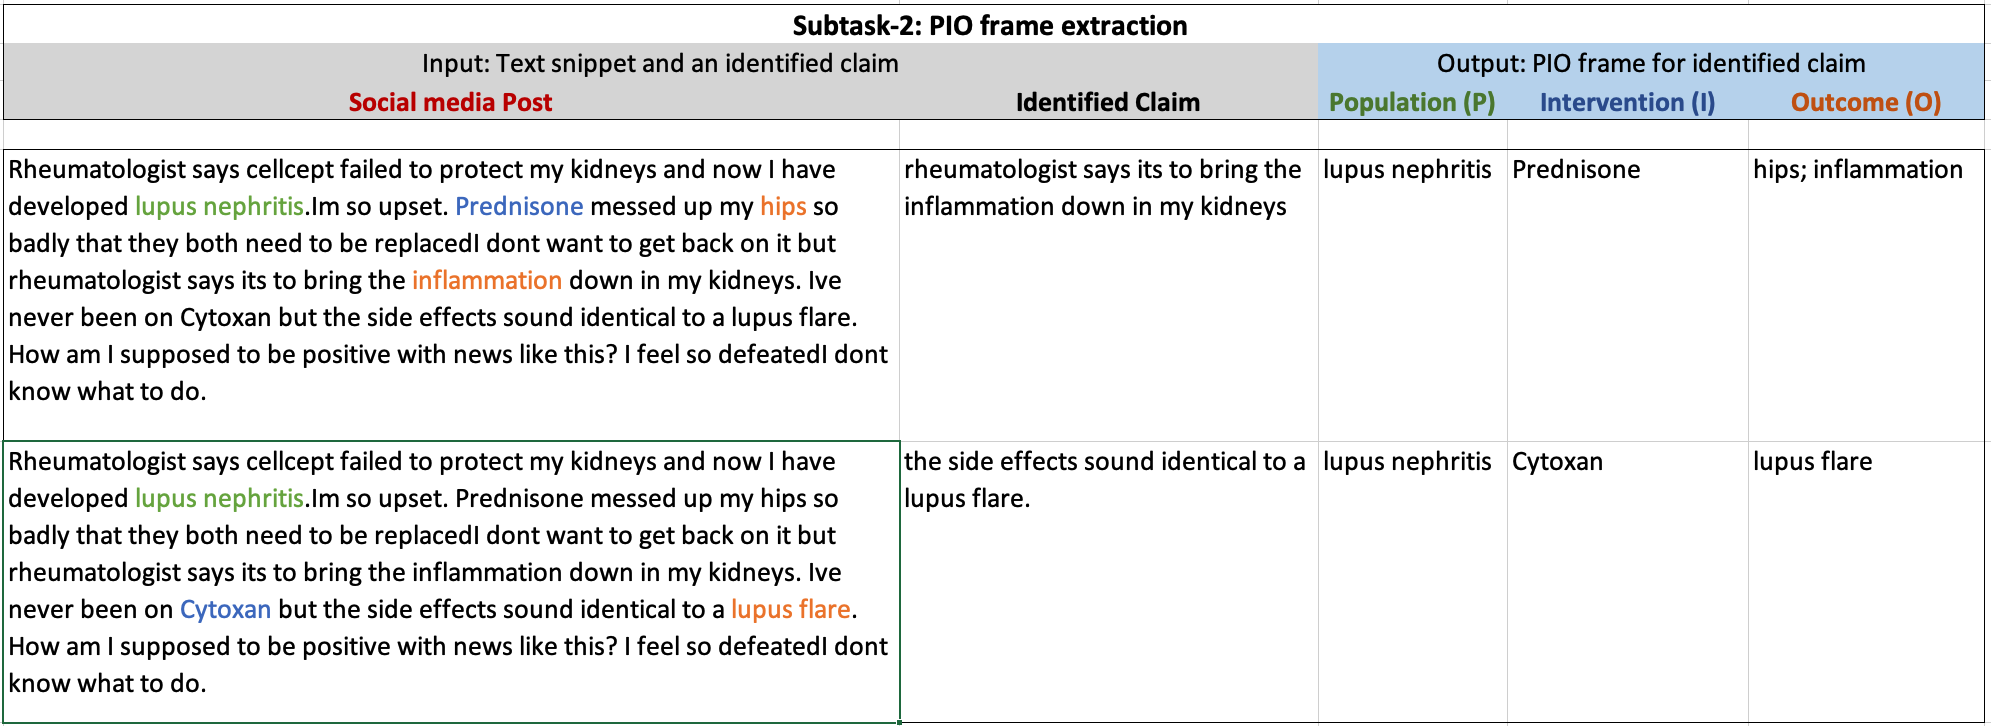 Subtask-2: PIO frame extraction
Input: Text snippet and an identified claim
Output: PIO frame for identified claim
Social media Post
Identified Claim
Population (P)
Intervention (I)
Outcome (O)
Rheumatologist says cellcept failed to protect my kidneys and now I have
developed lupus nephritis.Im so upset. Prednisone messed up my hips so
badly that they both need to be replacedI dont want to get back on it but
rheumatologist says its to bring the inflammation down in my kidneys. Ive
never been on Cytoxan but the side effects sound identical to a lupus flare.
How am I supposed to be positive with news like this? I feel so defeatedI dont
know what to do.
rheumatologist says its to bring the
inflammation down in my kidneys
lupus nephritis
Prednisone
hips; inflammation
Rheumatologist says cellcept failed to protect my kidneys and now I have
developed lupus nephritis.Im so upset. Prednisone messed up my hips so
badly that they both need to be replacedI dont want to get back on it but
rheumatologist says its to bring the inflammation down in my kidneys. Ive
never been on Cytoxan but the side effects sound identical to a lupus flare.
How am I supposed to be positive with news like this? I feel so defeatedI dont
know what to do.
the side effects sound identical to a
lupus flare.
lupus nephritis
Cytoxan
lupus flare